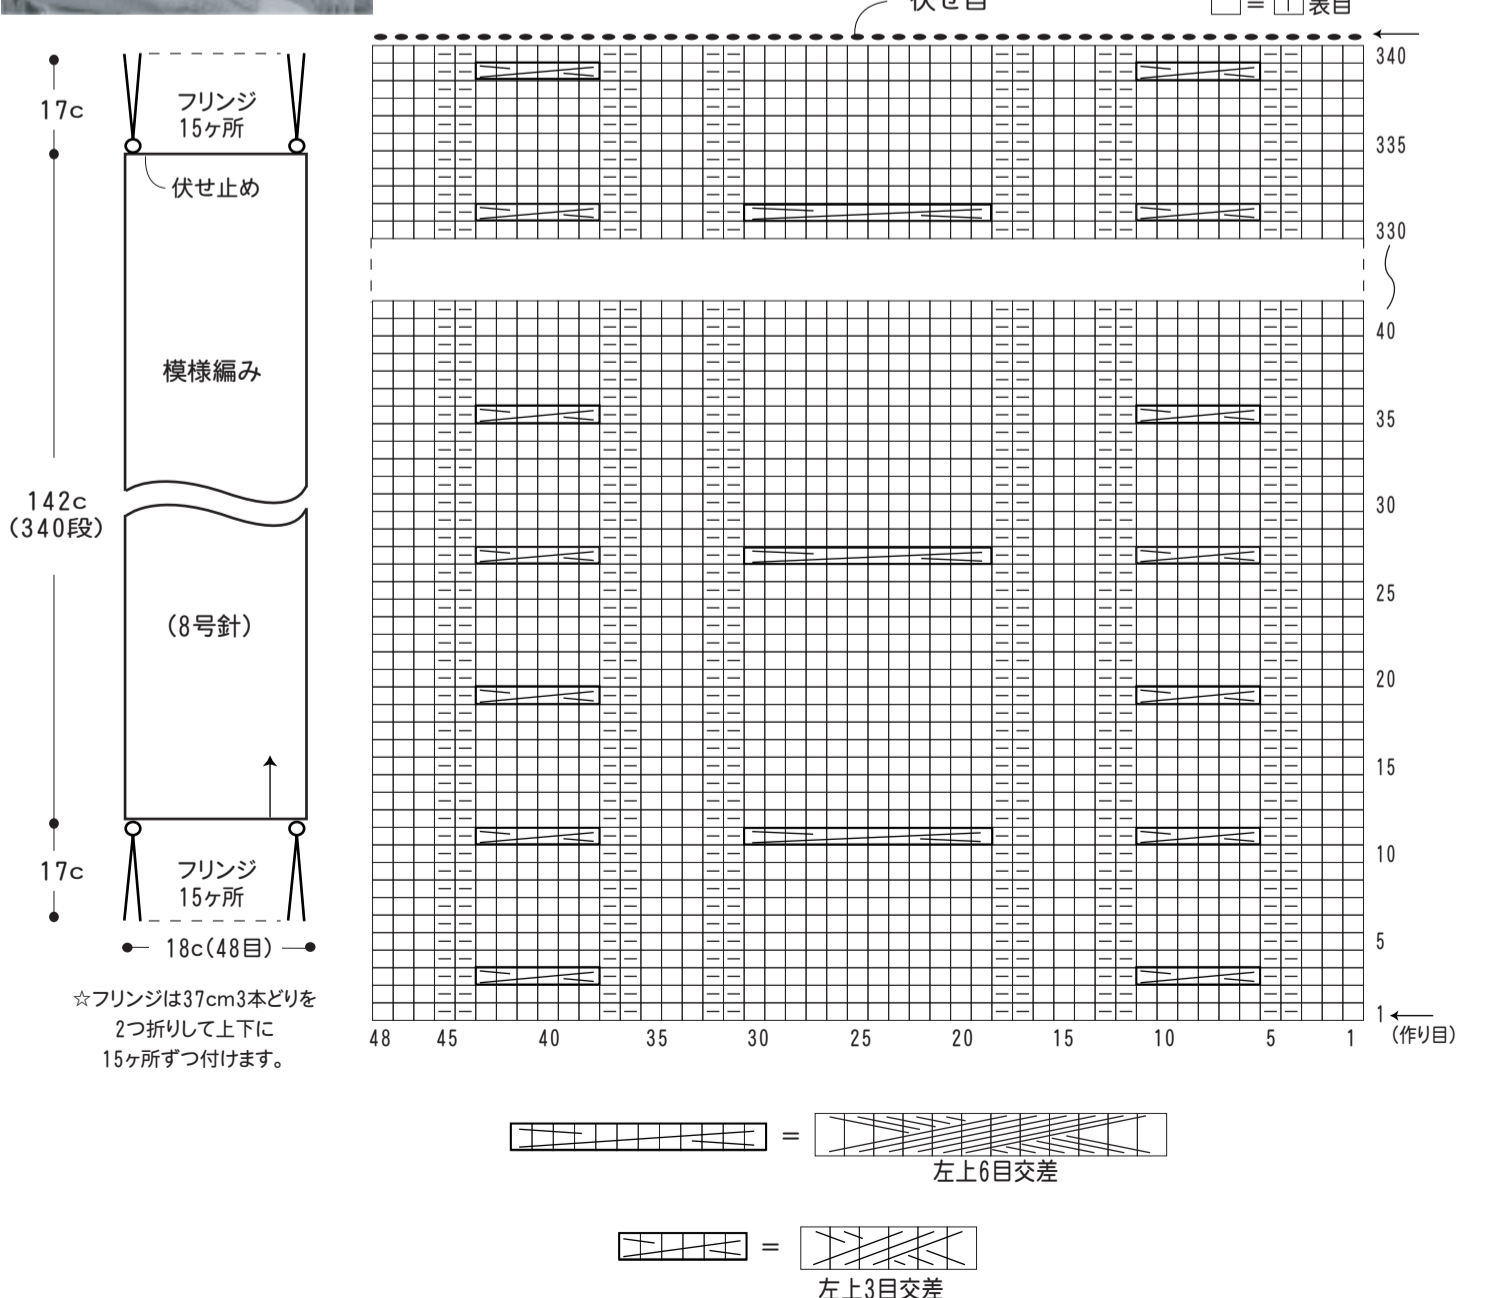 伏せ目
□ = | 表目
17c
フリンジ
15ヶ所
伏せ止め
模様編み
142c
(340段)
(8号針)
17c
フリンジ
15ヶ所
18c(48目)
☆フリンジは37cm3本どりを
2つ折りして上下に
15ヶ所ずつ付けます。
340
335
330
40
35
30
25
20
15
10
5
1
(作り目)
48 45 40 35 30 25 20 15 10 5 1
=
左上6目交差
=
左上3目交差